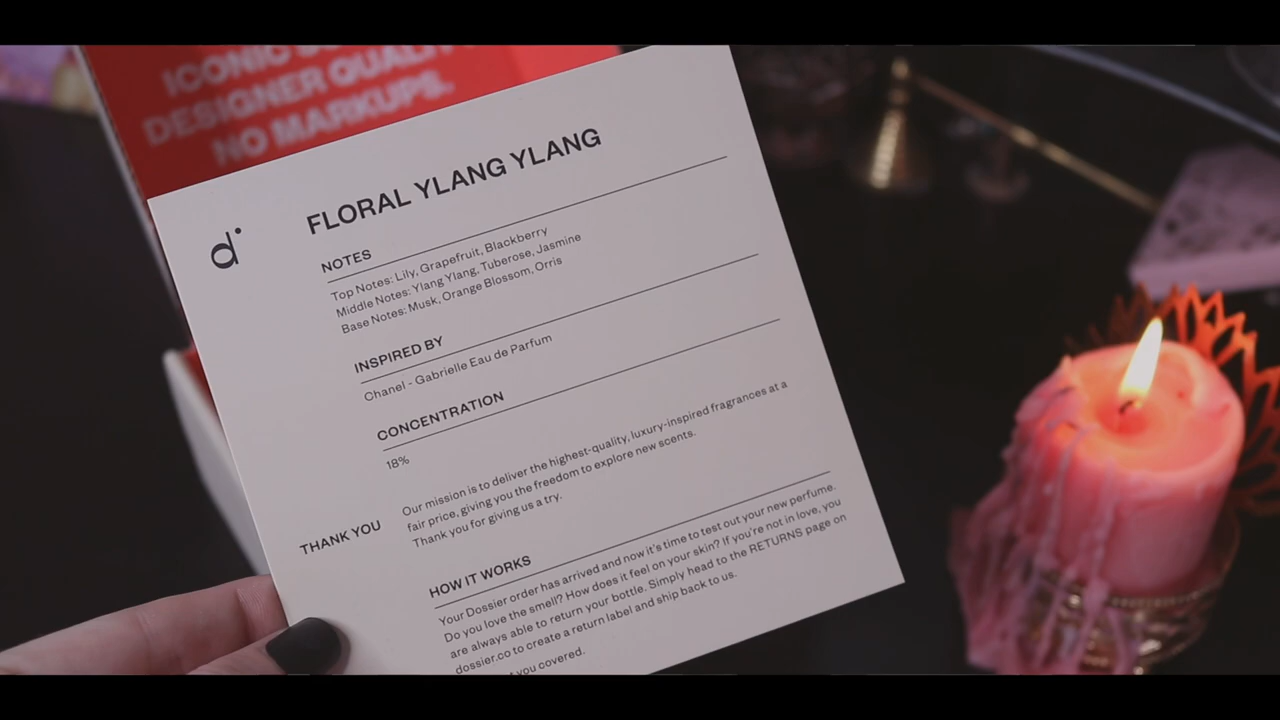 ICONIC
DESIGNER QUALITY
NO MARKUPS.
d
FLORAL YLANG YLANG
NOTES
Top Notes: Lily, Grapefruit, Blackberry
Middle Notes: Ylang Ylang, Tuberose, Jasmine
Base Notes: Musk, Orange Blossom, Orris
INSPIRED BY
Chanel - Gabrielle Eau de Parfum
CONCENTRATION
18%
THANK YOU
Our mission is to deliver the highest-quality, luxury-inspired fragrances at a
fair price, giving you the freedom to explore new scents.
Thank you for giving us a try.
HOW IT WORKS
Your Dossier order has arrived and now it's time to test out your new perfume.
Do you love the smell? How does it feel on your skin? If you're not in love, you
are always able to return your bottle. Simply head to the RETURNS page on
dossier.co to create a return label and ship back to us.
you covered.